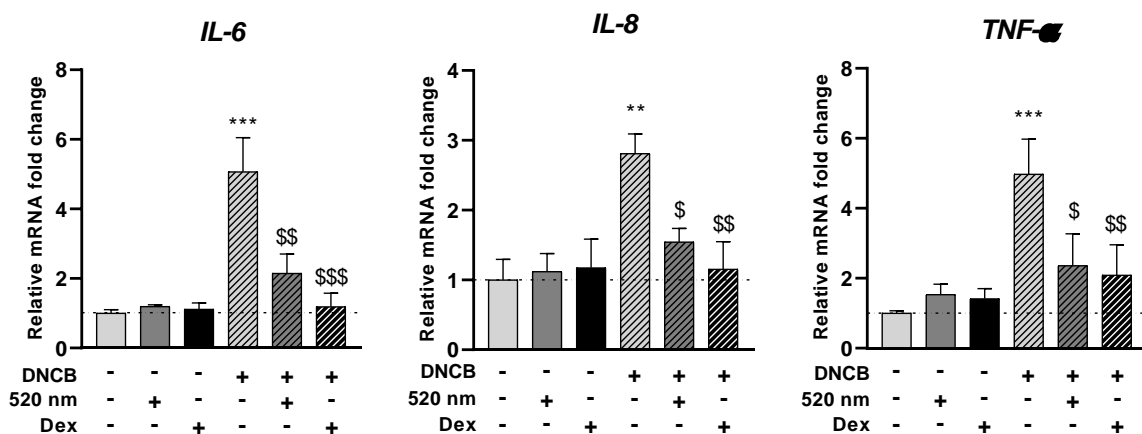 IL-6
Relative mRNA fold change
8
6
4
2
0
***
$$
$$$
DNCB - - - + + +
520 nm - + - - + -
Dex - - + - - +
IL-8
Relative mRNA fold change
4
3
2
1
0
**
$
$$
DNCB - - - + + +
520 nm - + - - + -
Dex - - + - - +
TNF-
Relative mRNA fold change
8
6
4
2
0
***
$
$$
DNCB - - - + + +
520 nm - + - - + -
Dex - - + - - +